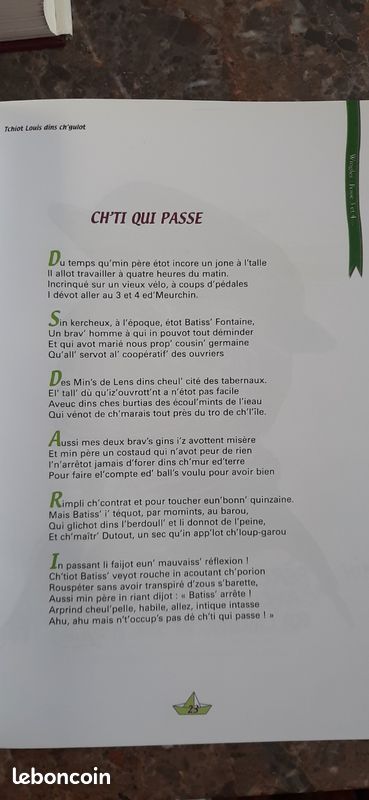 Tchiot Louis dins ch'gulot
CH'TI QUI PASSE
Du temps qu'min père étot incore un jone à l'talle
Il allot travailler à quatre heures du matin.
Incrinqué sur un vieux vélo, à coups d'pédales
I dévot aller au 3 et 4 ed'Meurchin.
Sin kercheux, à l'époque, étot Batiss' Fontaine,
Un brav' homme à qui in pouvot tout déminder
Et qui avot marié nous prop' cousin' germaine
Qu'all' servot al' coopératif' des ouvriers
Des Min's de Lens dins cheul' cité des tabernaux.
El' tall' dù qu'iz'ouvrott'nt a n'étot pas facile
Aveuc dins ches burtias des écoul'mints de l'ieau
Qui vénot de ch'marais tout près du tro de ch'l'île.
Aussi mes deux brav's gins i'z avottent misère
Et min père un costaud qui n'avot peur de rien
I'n'arrêtot jamais d'forer dins ch'mur ed'terre
Pour faire el'compte ed' ball's voulu pour avoir bien
Rimpli ch'contrat et pour toucher eun'bonn' quinzaine.
Mais Batiss' i' téquot, par momints, au barou,
Qui glichot dins l'berdoull' et li donnot de l'peine,
Et ch'maîtr' Dutout, un sec qu'in app'lot ch'loup-garou
In passant li faijot eun' mauvaiss' réflexion !
Ch'tiot Batiss' veyot rouche in acoutant ch'porion
Rouspéter sans avoir transpiré d'zous s'barette,
Aussi min père in riant dijot : « Batiss' arrête !
Arprind cheul'pelle, habile, allez, intique intasse
Ahu, ahu mais n't'occup's pas dé ch'ti qui passe ! »
23
leboncoin